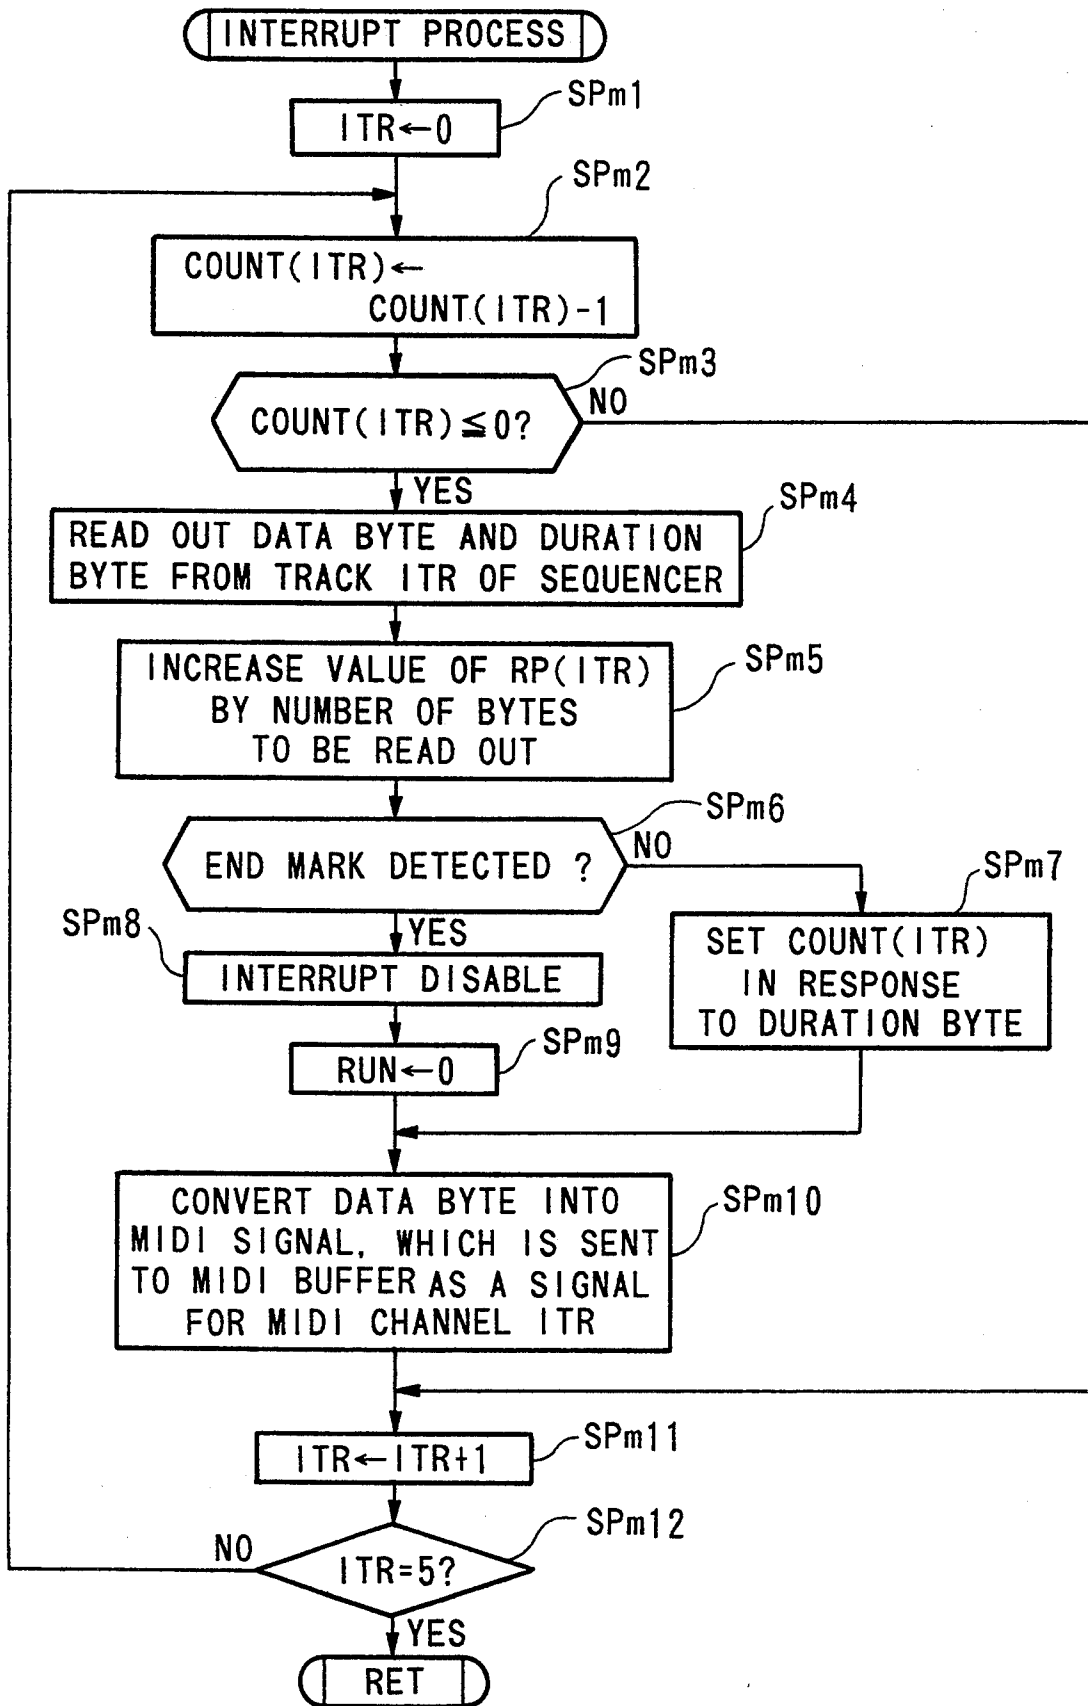 INTERRUPT PROCESS
SPm1
ITR←0
SPm2
COUNT(ITR)←
COUNT(ITR)-1
SPm3
COUNT(ITR)≦0?
NO
YES
SPm4
READ OUT DATA BYTE AND DURATION
BYTE FROM TRACK ITR OF SEQUENCER
SPm5
INCREASE VALUE OF RP(ITR)
BY NUMBER OF BYTES
TO BE READ OUT
SPm6
END MARK DETECTED ?
NO
SPm7
SET COUNT(ITR)
IN RESPONSE
TO DURATION BYTE
YES
SPm8
INTERRUPT DISABLE
SPm9
RUN←0
SPm10
CONVERT DATA BYTE INTO
MIDI SIGNAL, WHICH IS SENT
TO MIDI BUFFER AS A SIGNAL
FOR MIDI CHANNEL ITR
SPm11
ITR←ITR+1
SPm12
NO
ITR=5?
YES
RET